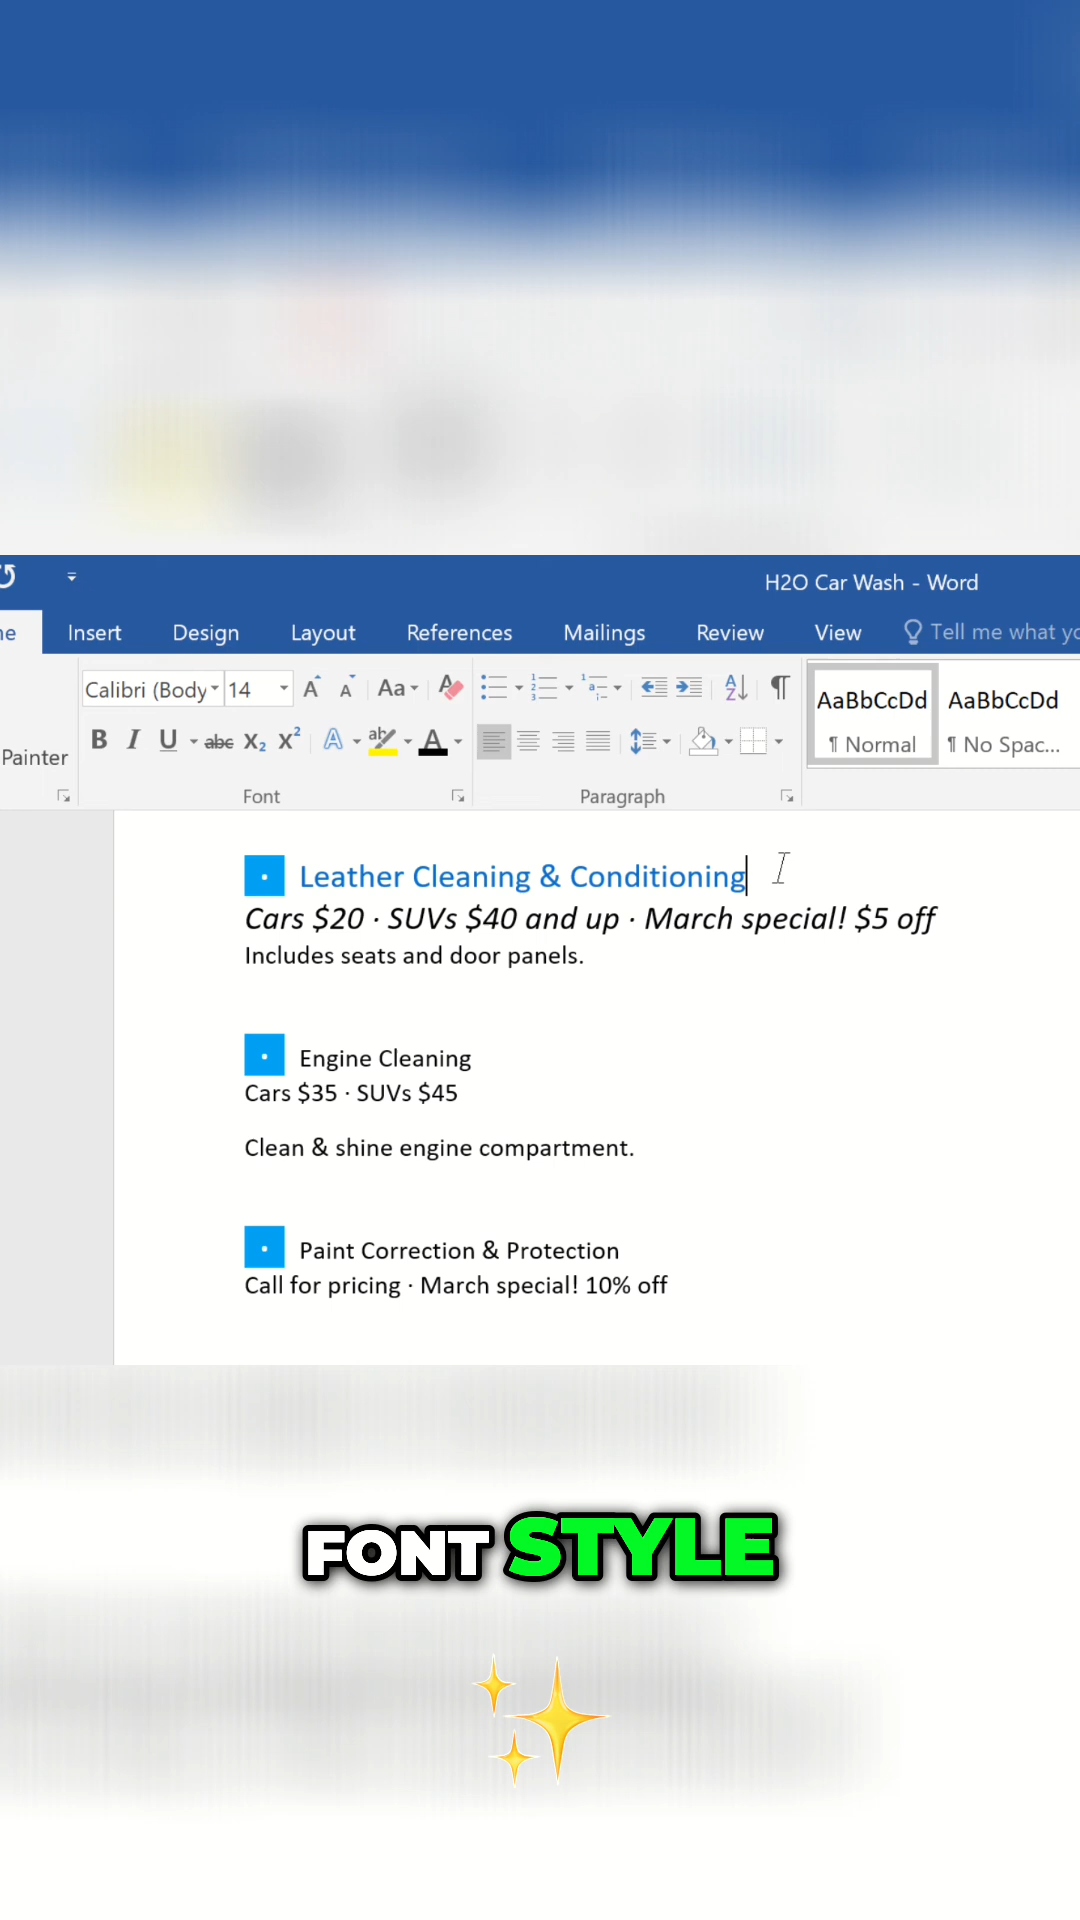 H2O Car Wash - Word
Insert Design Layout References Mailings Review View Tell me what yo
Calibri (Body 14 Aa
AaBbCcDd AaBbCcDd
B I U abc X₂ X² A ab A
¶ Normal ¶ No Spac...
Painter
Font Paragraph
Leather Cleaning & Conditioning
Cars $20 · SUVs $40 and up · March special! $5 off
Includes seats and door panels.
Engine Cleaning
Cars $35 · SUVs $45
Clean & shine engine compartment.
Paint Correction & Protection
Call for pricing · March special! 10% off
FONT STYLE